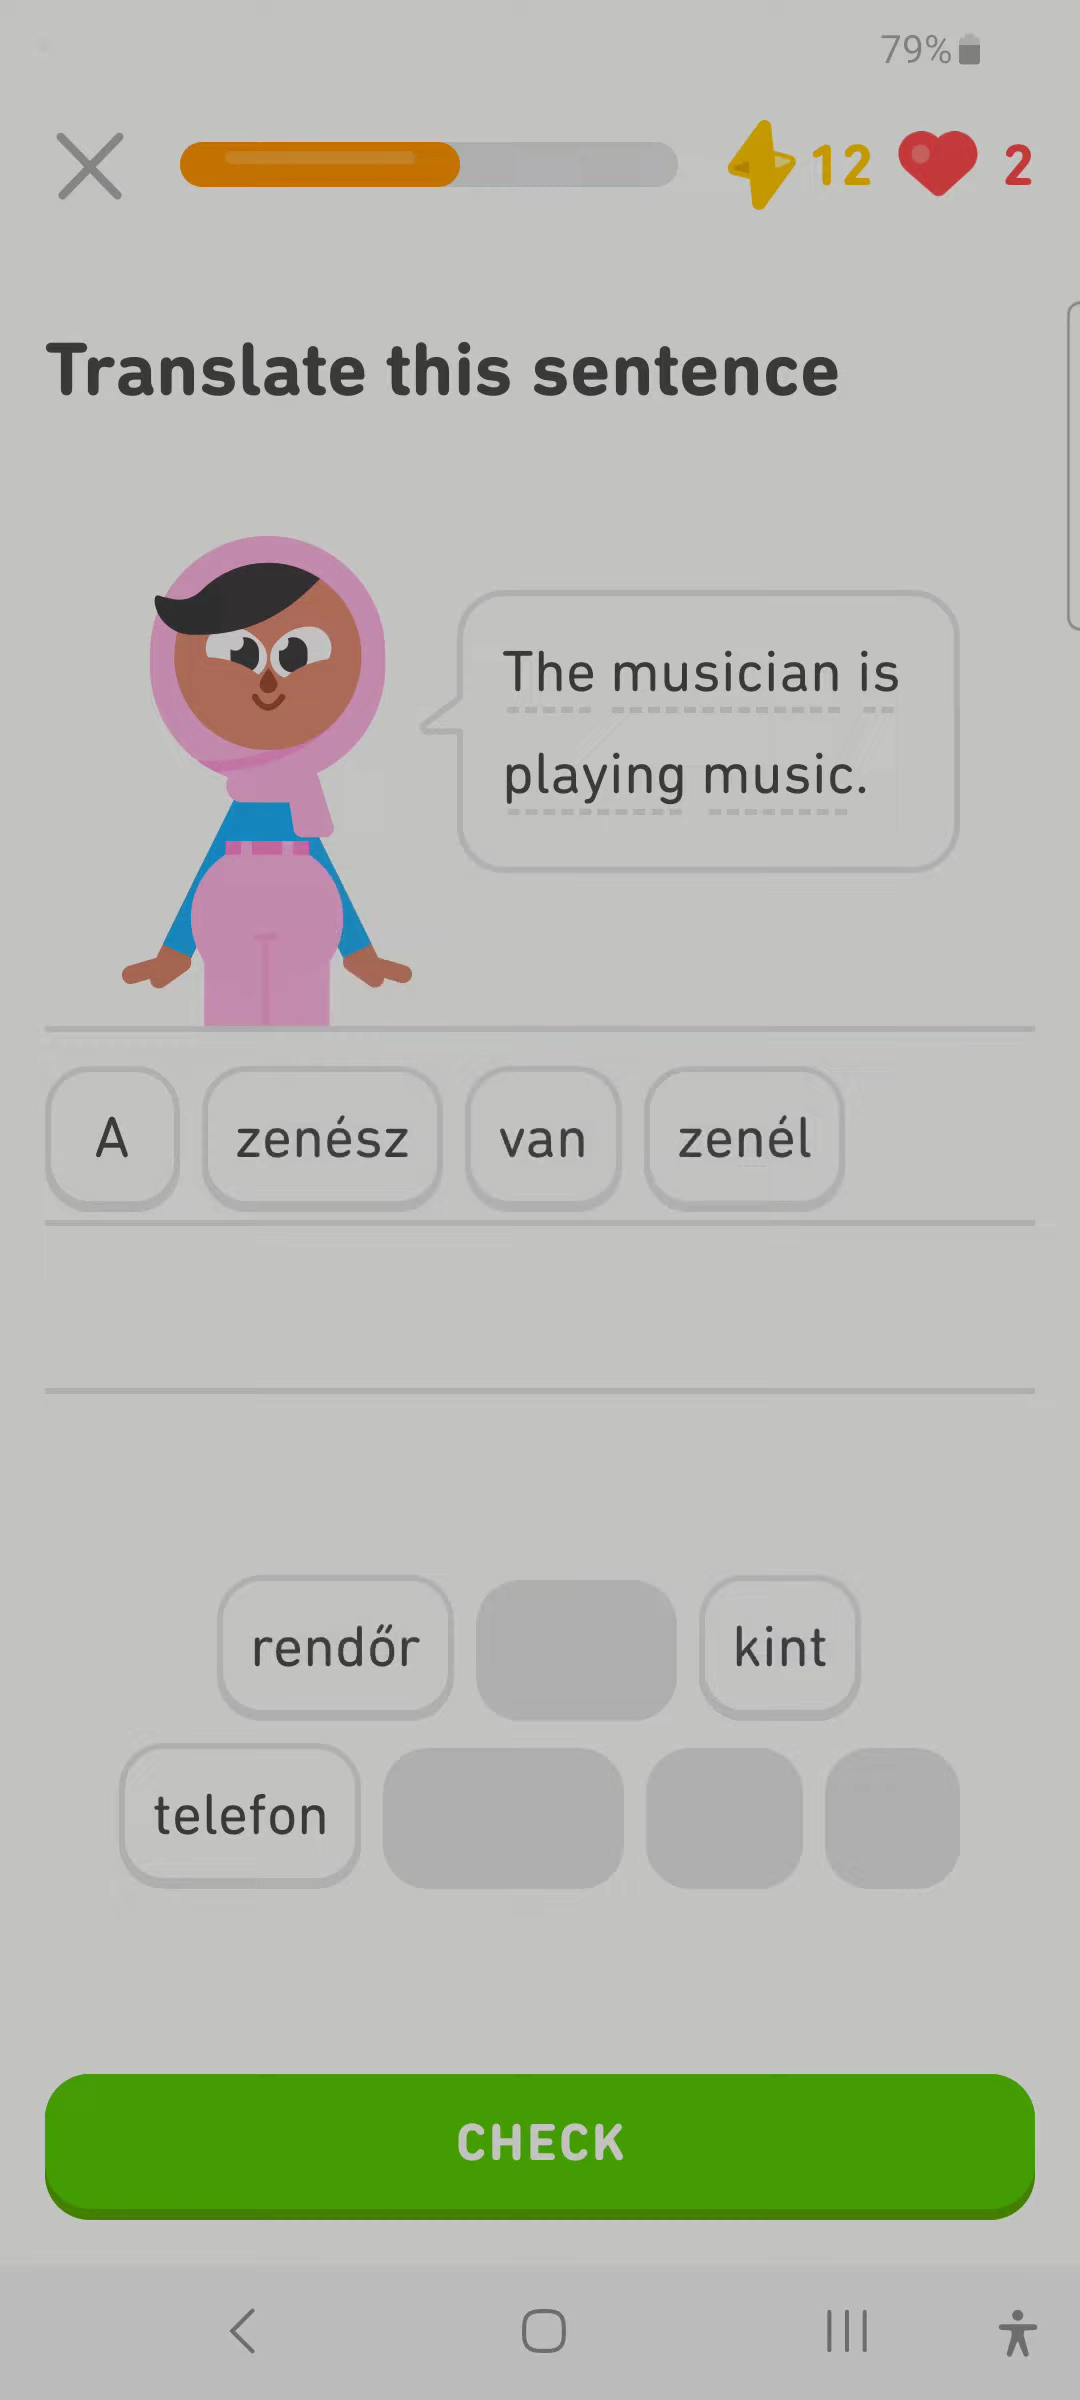 79%
12 2
Translate this sentence
The musician is
playing music.
A zenész van zenél
rendőr kint
telefon
CHECK